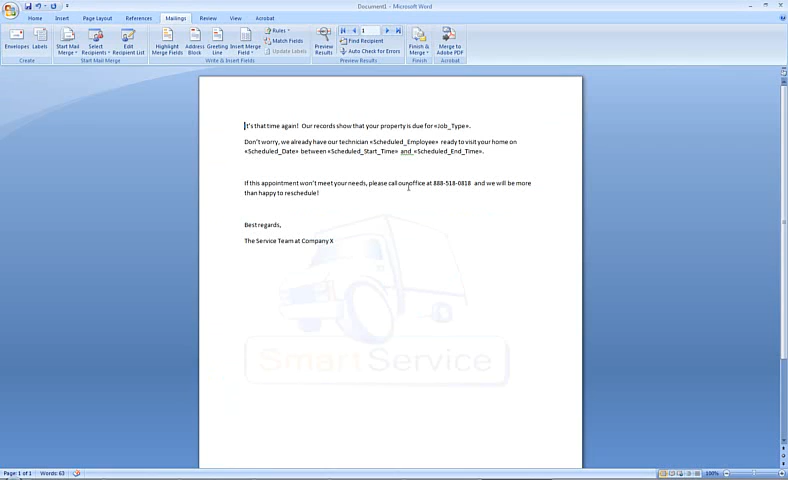 Document1 - Microsoft Word
Home Insert Page Layout References Mailings Review View Acrobat
Envelopes Labels
Start Mail Merge Select Recipients Edit Recipient List
Highlight Merge Fields Address Block Greeting Line Insert Merge Field
Rules
Match Fields
Update Labels
Preview Results
1
Find Recipient
Auto Check for Errors
Finish & Merge
Merge to Adobe PDF
Create Start Mail Merge Write & Insert Fields Preview Results Finish Acrobat
It's that time again! Our records show that your property is due for «Job_Type».
Don't worry, we already have our technician «Scheduled_Employee» ready to visit your home on
«Scheduled_Date» between «Scheduled_Start_Time» and «Scheduled_End_Time».
If this appointment won't meet your needs, please call our office at 888-518-0818 and we will be more
than happy to reschedule!
Best regards,
The Service Team at Company X
Smart Service
Page: 1 of 1 Words: 63
100%